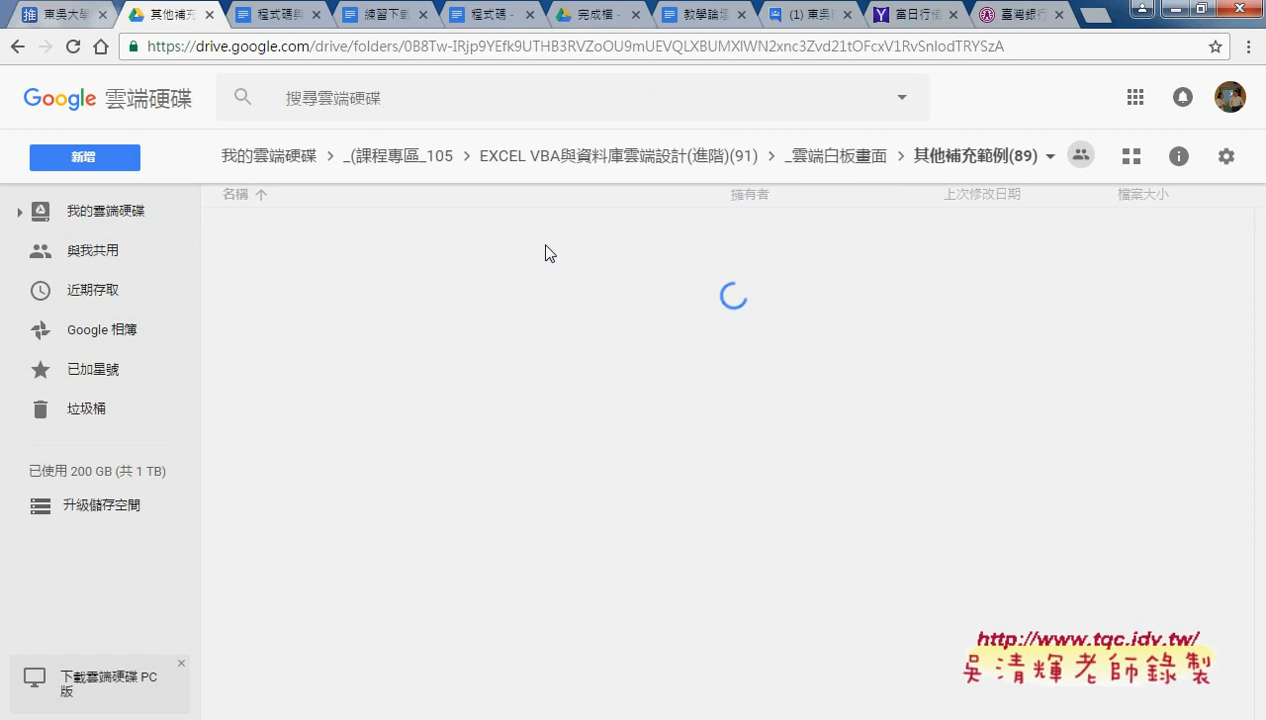 東吳大學
其他補充
程式碼與
練習下載
程式碼 -
完成檔 -
教學論壇
(1) 東吳
當日行情
臺灣銀行
https://drive.google.com/drive/folders/0B8Tw-IRjp9YEfk9UTHB3RVZoOU9mUEVQLXBUMXlWN2xnc3Zvd21tOFcxV1RvSnlodTRYSzA
Google 雲端硬碟
搜尋雲端硬碟
新增
我的雲端硬碟 > _(課程專區_105 > EXCEL VBA與資料庫雲端設計(進階)(91) > _雲端白板畫面 > 其他補充範例(89)
名稱 ↑ 擁有者 上次修改日期 檔案大小
我的雲端硬碟
與我共用
近期存取
Google 相簿
已加星號
垃圾桶
已使用 200 GB (共 1 TB)
升級儲存空間
下載雲端硬碟 PC
版
http://www.tqc.idv.tw/
吳清輝老師錄製